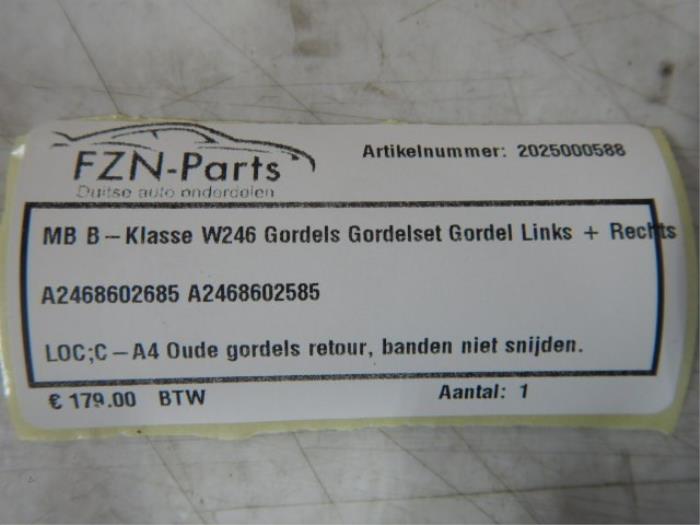 FZN-Parts
Duitse auto onderdelen
Artikelnummer: 2025000588
MB B-Klasse W246 Gordels Gordelset Gordel Links + Rechts
A2468602685 A2468602585
LOC;C-A4 Oude gordels retour, banden niet snijden.
€ 179.00 BTW
Aantal: 1